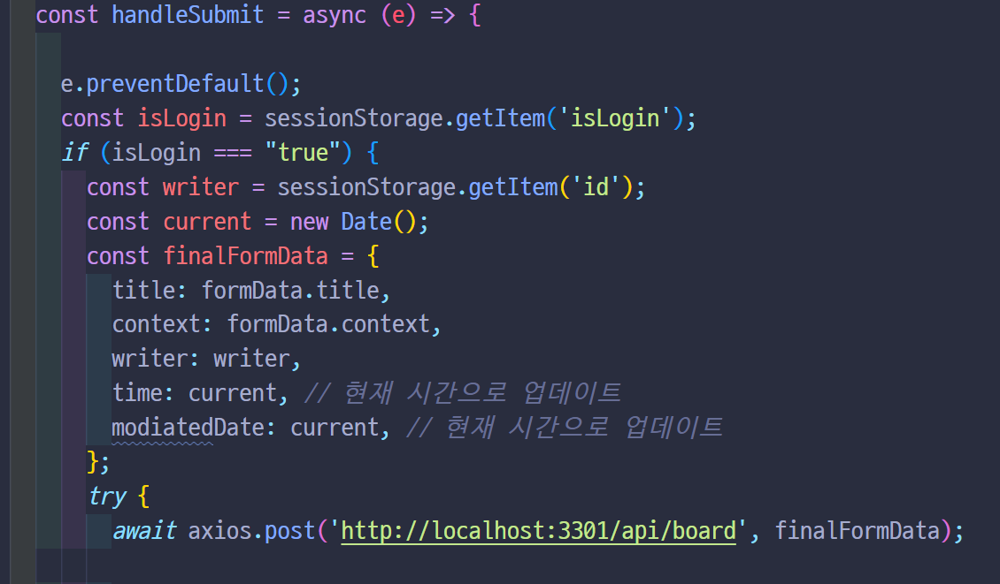 const handleSubmit = async (e) => {
e.preventDefault();
const isLogin = sessionStorage.getItem('isLogin');
if (isLogin === "true") {
const writer = sessionStorage.getItem('id');
const current = new Date();
const finalFormData = {
title: formData.title,
context: formData.context,
writer: writer,
time: current, // 현재 시간으로 업데이트
modiatedDate: current, // 현재 시간으로 업데이트
};
try {
await axios.post('http://localhost:3301/api/board', finalFormData);